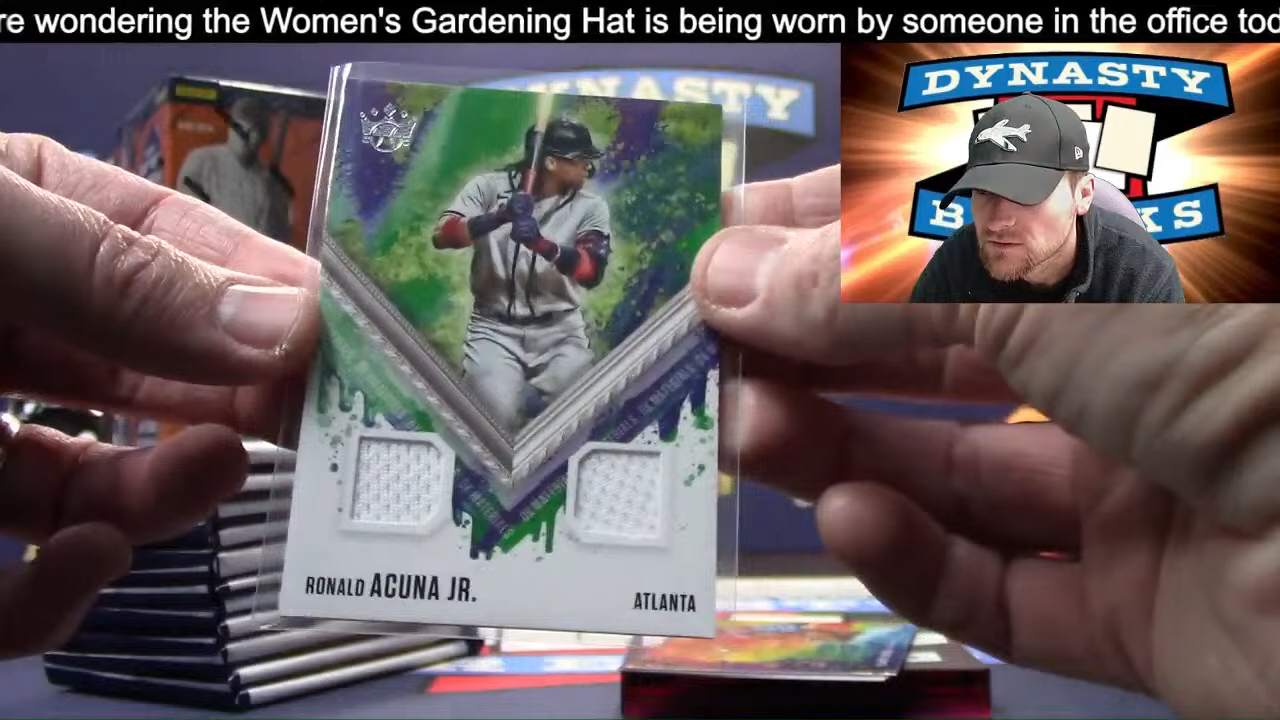 re wondering the Women's Gardening Hat is being worn by someone in the office tod
DYNASTY
RONALD ACUNA JR.
ATLANTA